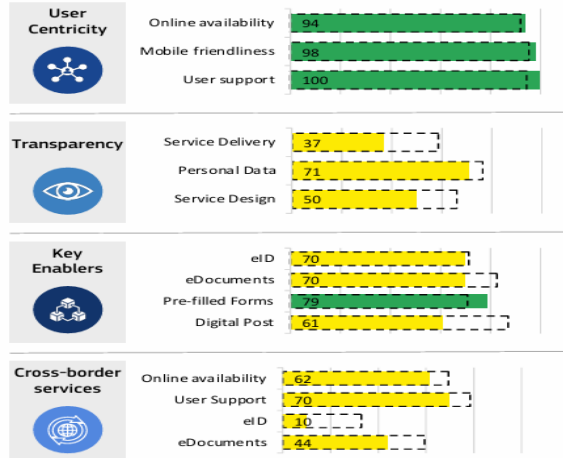 User
Centricity
Online availability 94
Mobile friendliness 98
User support 100
Transparency
Service Delivery 37
Personal Data 71
Service Design 50
Key
Enablers
eID 70
eDocuments 70
Pre-filled Forms 79
Digital Post 61
Cross-border
services
Online availability 62
User Support 70
eID 10
eDocuments 44